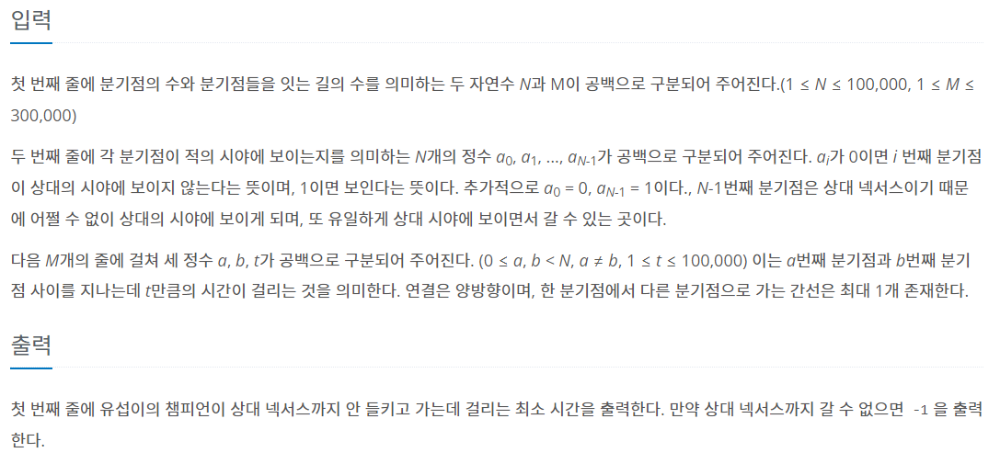 입력
첫 번째 줄에 분기점의 수와 분기점들을 잇는 길의 수를 의미하는 두 자연수 N과 M이 공백으로 구분되어 주어진다.(1 ≤ N ≤ 100,000, 1 ≤ M ≤
300,000)
두 번째 줄에 각 분기점이 적의 시야에 보이는지를 의미하는 N개의 정수 a0, a1, ..., aN-1가 공백으로 구분되어 주어진다. ai가 0이면 i 번째 분기점
이 상대의 시야에 보이지 않는다는 뜻이며, 1이면 보인다는 뜻이다. 추가적으로 a0 = 0, aN-1 = 1이다., N-1번째 분기점은 상대 넥서스이기 때문
에 어쩔 수 없이 상대의 시야에 보이게 되며, 또 유일하게 상대 시야에 보이면서 갈 수 있는 곳이다.
다음 M개의 줄에 걸쳐 세 정수 a, b, t가 공백으로 구분되어 주어진다. (0 ≤ a, b < N, a ≠ b, 1 ≤ t ≤ 100,000) 이는 a번째 분기점과 b번째 분기
점 사이를 지나는데 t만큼의 시간이 걸리는 것을 의미한다. 연결은 양방향이며, 한 분기점에서 다른 분기점으로 가는 간선은 최대 1개 존재한다.
출력
첫 번째 줄에 유섭이의 챔피언이 상대 넥서스까지 안 들키고 가는데 걸리는 최소 시간을 출력한다. 만약 상대 넥서스까지 갈 수 없으면 -1 을 출력
한다.